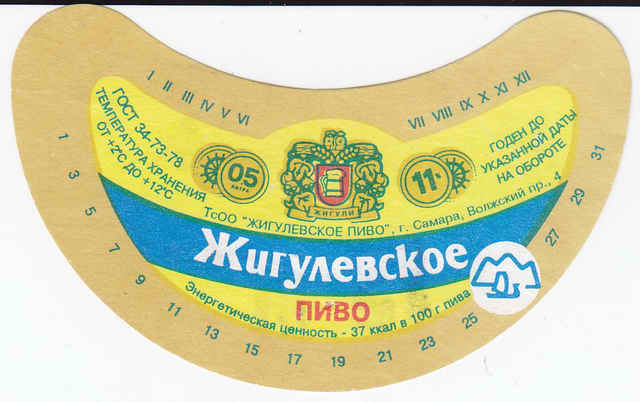 I II III IV V VI
VII VIII IX X XI XII
ГОСТ 34-73-78
ТЕМПЕРАТУРА ХРАНЕНИЯ
ОТ +2°С ДО +12°С
05
ЛИТРА
ЖИГУЛИ
11%
ГОДЕН ДО
УКАЗАННОЙ ДАТЫ
НА ОБОРОТЕ
ТсОО "ЖИГУЛЕВСКОЕ ПИВО", г. Самара, Волжский пр., 4
Жигулевское
ПИВО
Энергетическая ценность - 37 ккал в 100 г пива
1 3 5 7 9 11 13 15 17 19 21 23 25 27 29 31